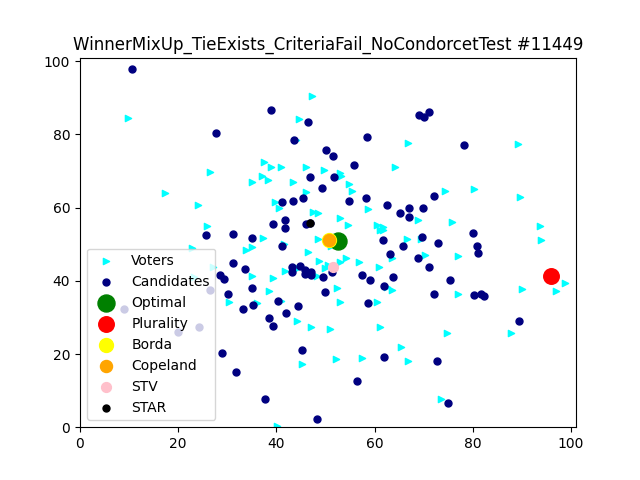 WinnerMixUp_TieExists_CriteriaFail_NoCondorcetTest #11449
100
80
60
40
20
0
Voters
Candidates
Optimal
Plurality
Borda
Copeland
STV
STAR
0 20 40 60 80 100